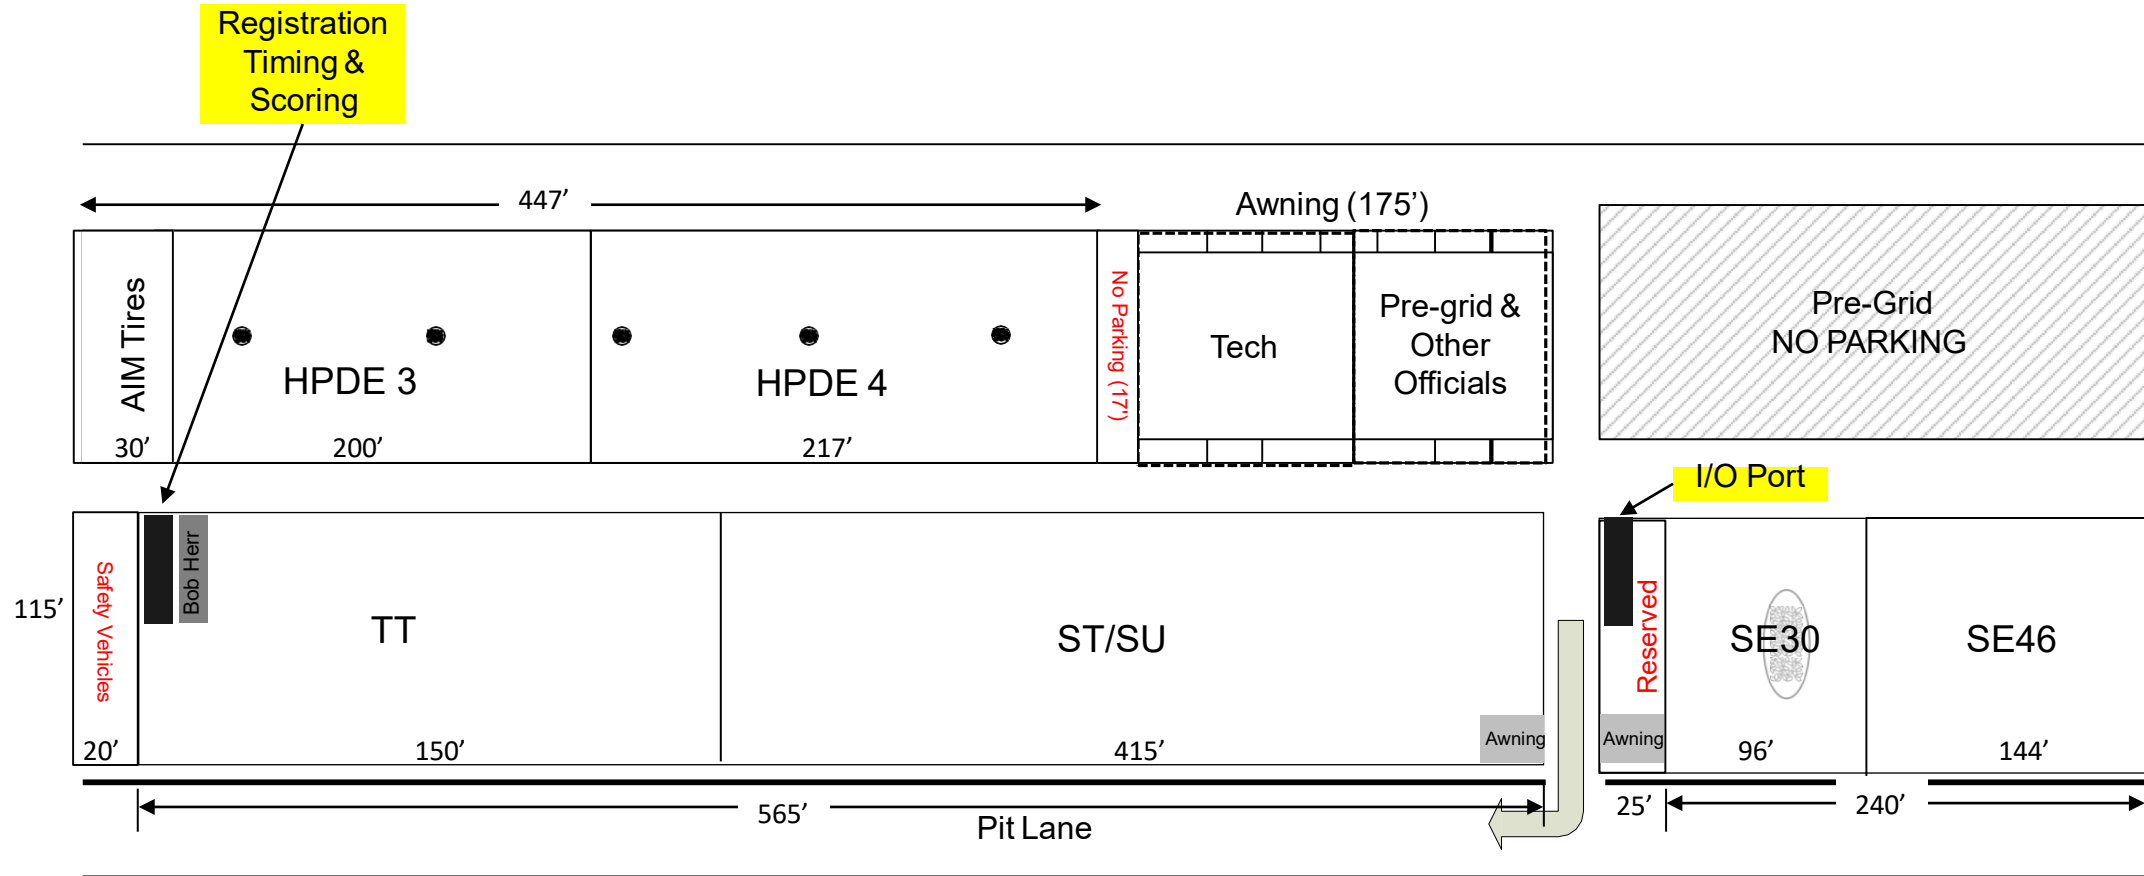 Registration
Timing &
Scoring
447’
Awning (175’)
AIM Tires
HPDE 3
HPDE 4
No Parking (17')
Tech
Pre-grid &
Other
Officials
Pre-Grid
NO PARKING
30’
200’
217’
I/O Port
115’
Safety Vehicles
Bob Herr
TT
ST/SU
Reserved
SE30
SE46
20’
150’
415’
Awning
Awning
96’
144’
565’
Pit Lane
25’
240’